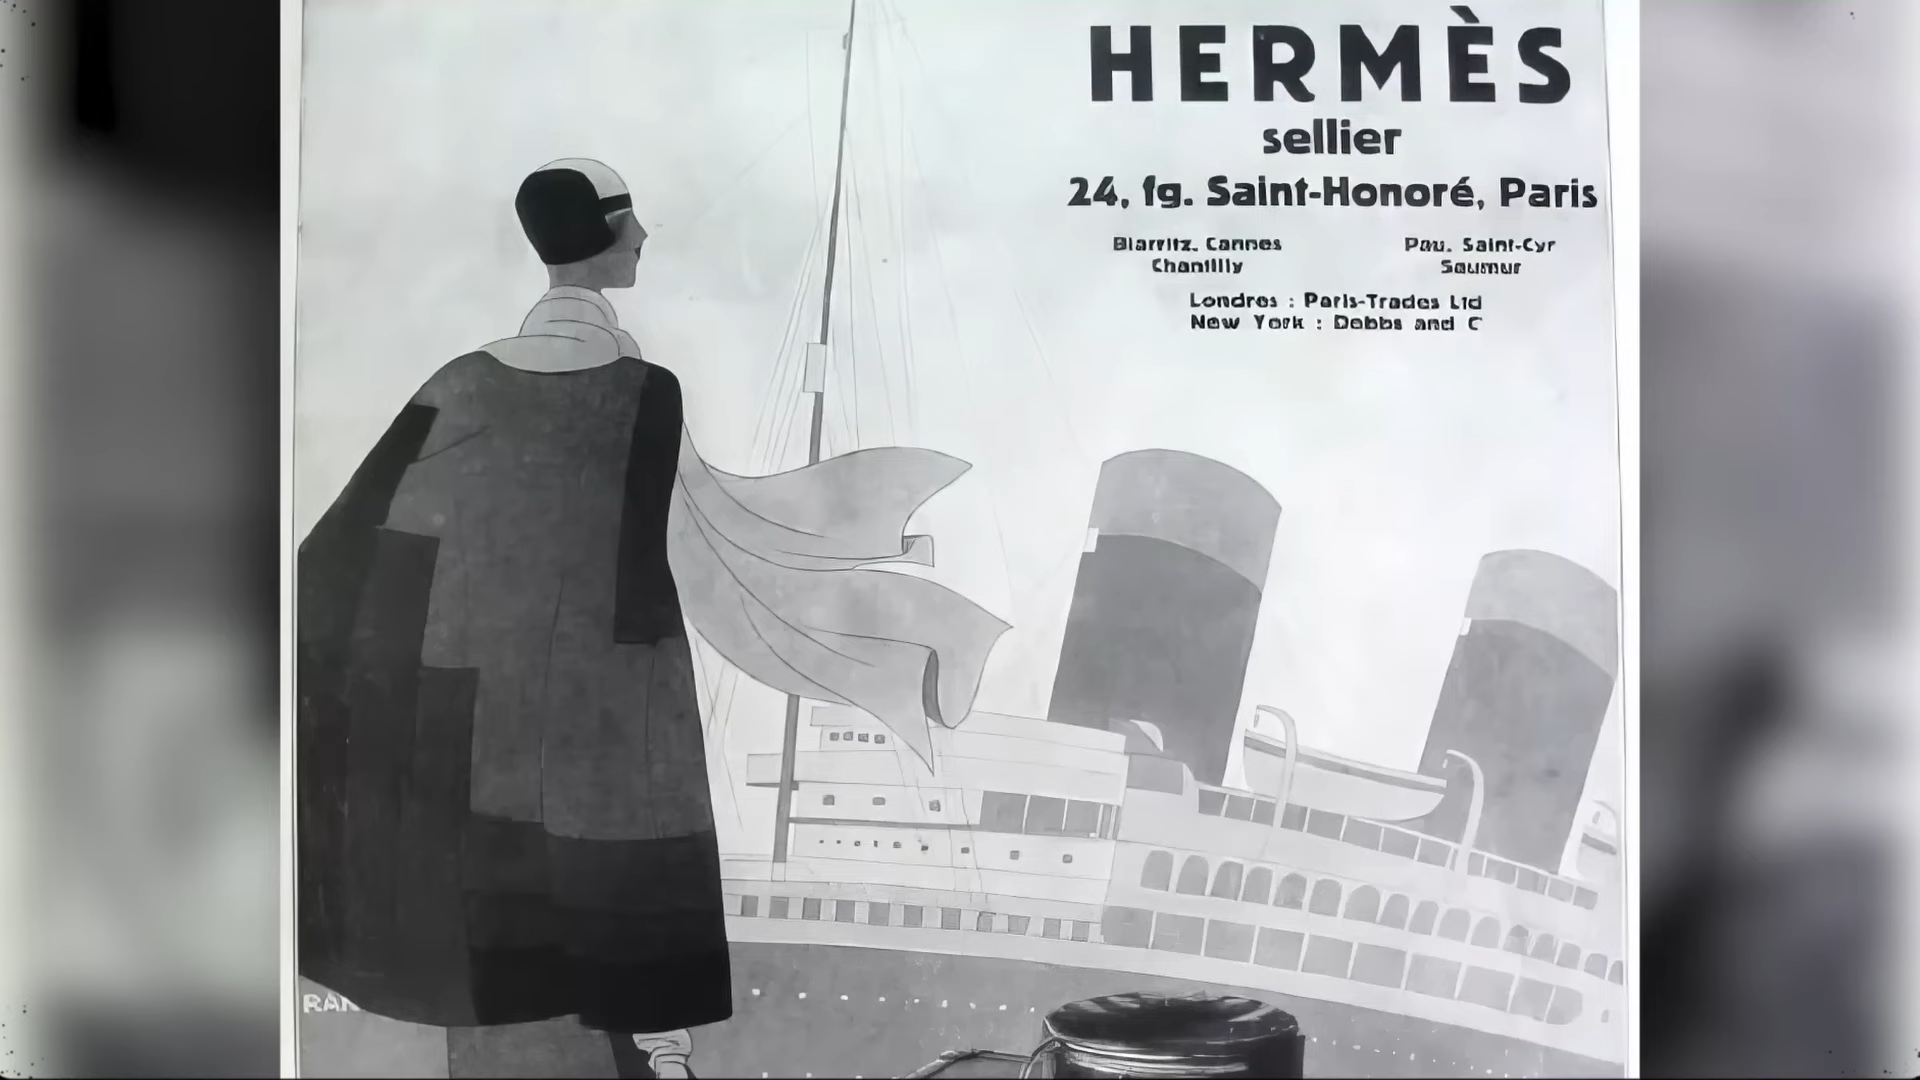 HERMÈS
sellier
24, fg. Saint-Honoré, Paris
Biarritz. Cannes
Chantilly
Pau. Saint-Cyr
Saumur
Londres : Paris-Trades Ltd
New York : Dobbs and C
RAN